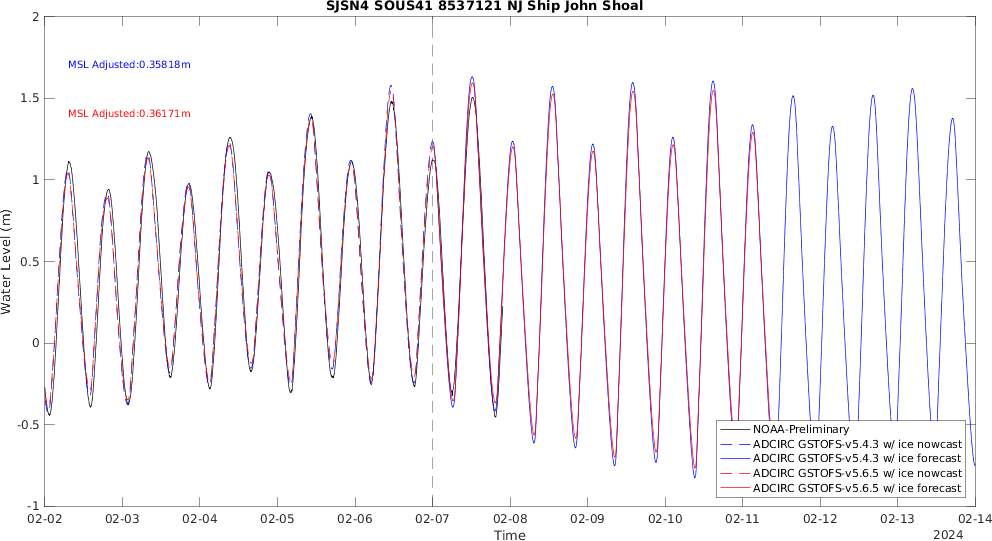 SJSN4 SOUS41 8537121 NJ Ship John Shoal
MSL Adjusted:0.35818m
MSL Adjusted:0.36171m
Water Level (m)
2
1.5
1
0.5
0
-0.5
-1
NOAA-Preliminary
ADCIRC GSTOFS-v5.4.3 w/ ice nowcast
ADCIRC GSTOFS-v5.4.3 w/ ice forecast
ADCIRC GSTOFS-v5.6.5 w/ ice nowcast
ADCIRC GSTOFS-v5.6.5 w/ ice forecast
02-02 02-03 02-04 02-05 02-06 02-07 02-08 02-09 02-10 02-11 02-12 02-13 02-14
Time
2024